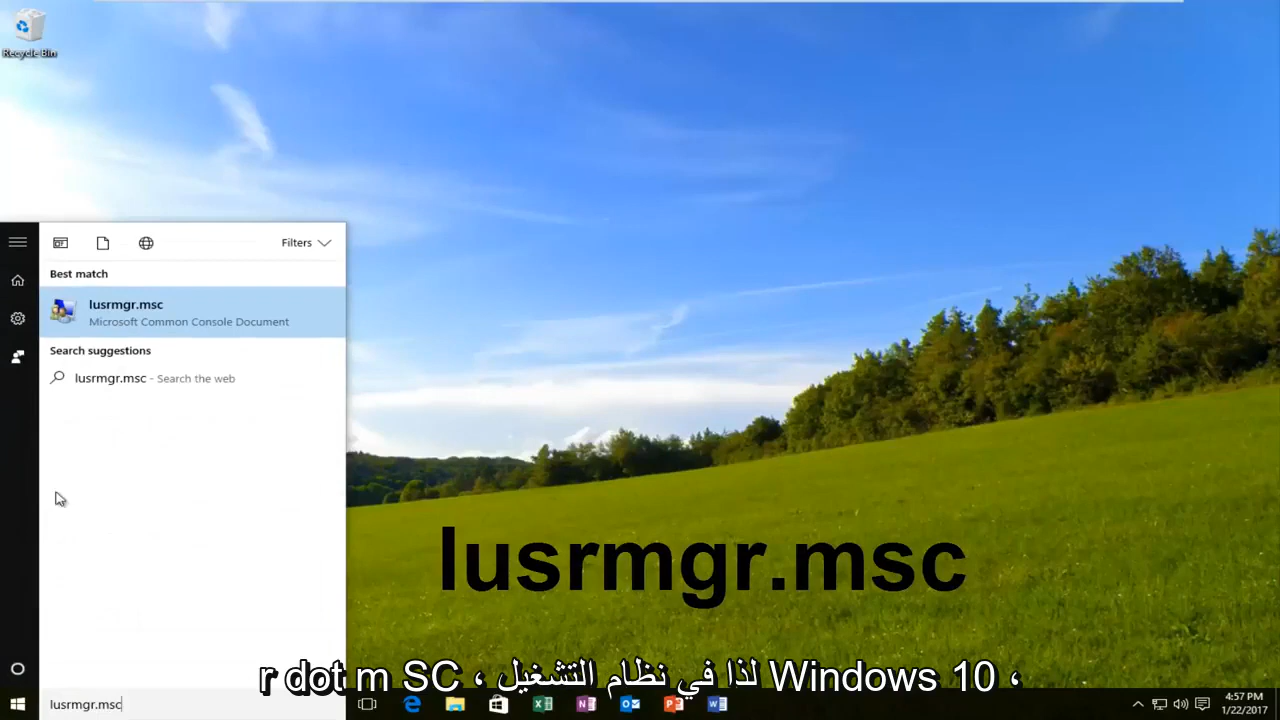 Recycle Bin
Filters
Best match
lusrmgr.msc
Microsoft Common Console Document
Search suggestions
lusrmgr.msc - Search the web
lusrmgr.msc
r dot m SC ، لذا في نظام التشغيل Windows 10 ،
lusrmgr.msc
4:57 PM
1/22/2017